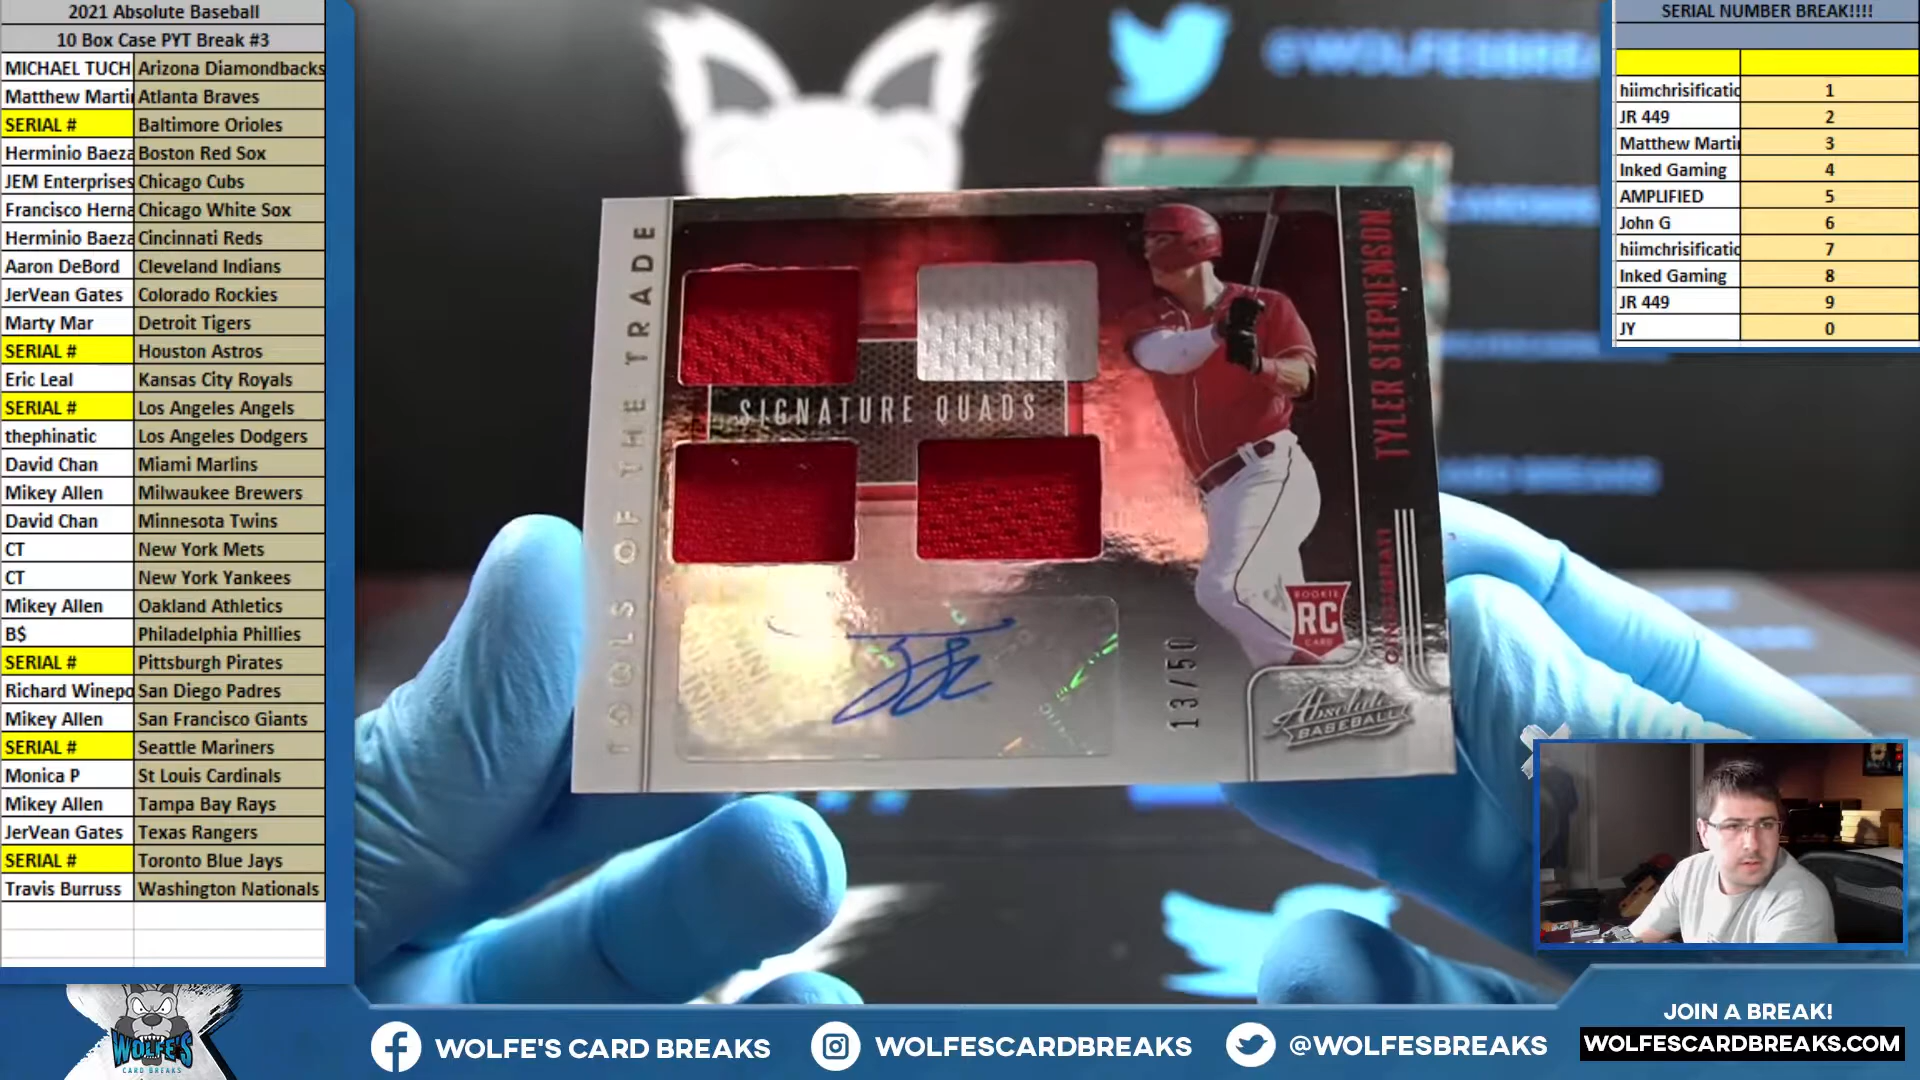 2021 Absolute Baseball
10 Box Case PYT Break #3
MICHAEL TUCH Arizona Diamondbacks
Matthew Marti Atlanta Braves
SERIAL # Baltimore Orioles
Herminio Baeza Boston Red Sox
JEM Enterprises Chicago Cubs
Francisco Herna Chicago White Sox
Herminio Baeza Cincinnati Reds
Aaron DeBord Cleveland Indians
JerVean Gates Colorado Rockies
Marty Mar Detroit Tigers
SERIAL # Houston Astros
Eric Leal Kansas City Royals
SERIAL # Los Angeles Angels
thephinatic Los Angeles Dodgers
David Chan Miami Marlins
Mikey Allen Milwaukee Brewers
David Chan Minnesota Twins
CT New York Mets
CT New York Yankees
Mikey Allen Oakland Athletics
B$ Philadelphia Phillies
SERIAL # Pittsburgh Pirates
Richard Winepo San Diego Padres
Mikey Allen San Francisco Giants
SERIAL # Seattle Mariners
Monica P St Louis Cardinals
Mikey Allen Tampa Bay Rays
JerVean Gates Texas Rangers
SERIAL # Toronto Blue Jays
Travis Burruss Washington Nationals
TOOLS OF THE TRADE
SIGNATURE QUADS
TYLER STEPHENSON
CINCINNATI
ROOKIE
RC
CARD
13/50
Absolute
BASEBALL
SERIAL NUMBER BREAK!!!!
hiimchrisificatio 1
JR 449 2
Matthew Marti 3
Inked Gaming 4
AMPLIFIED 5
John G 6
hiimchrisificatio 7
Inked Gaming 8
JR 449 9
JY 0
WOLFE'S
CARD BREAKS
WOLFE'S CARD BREAKS
WOLFESCARDBREAKS
@WOLFESBREAKS
JOIN A BREAK!
WOLFESCARDBREAKS.COM